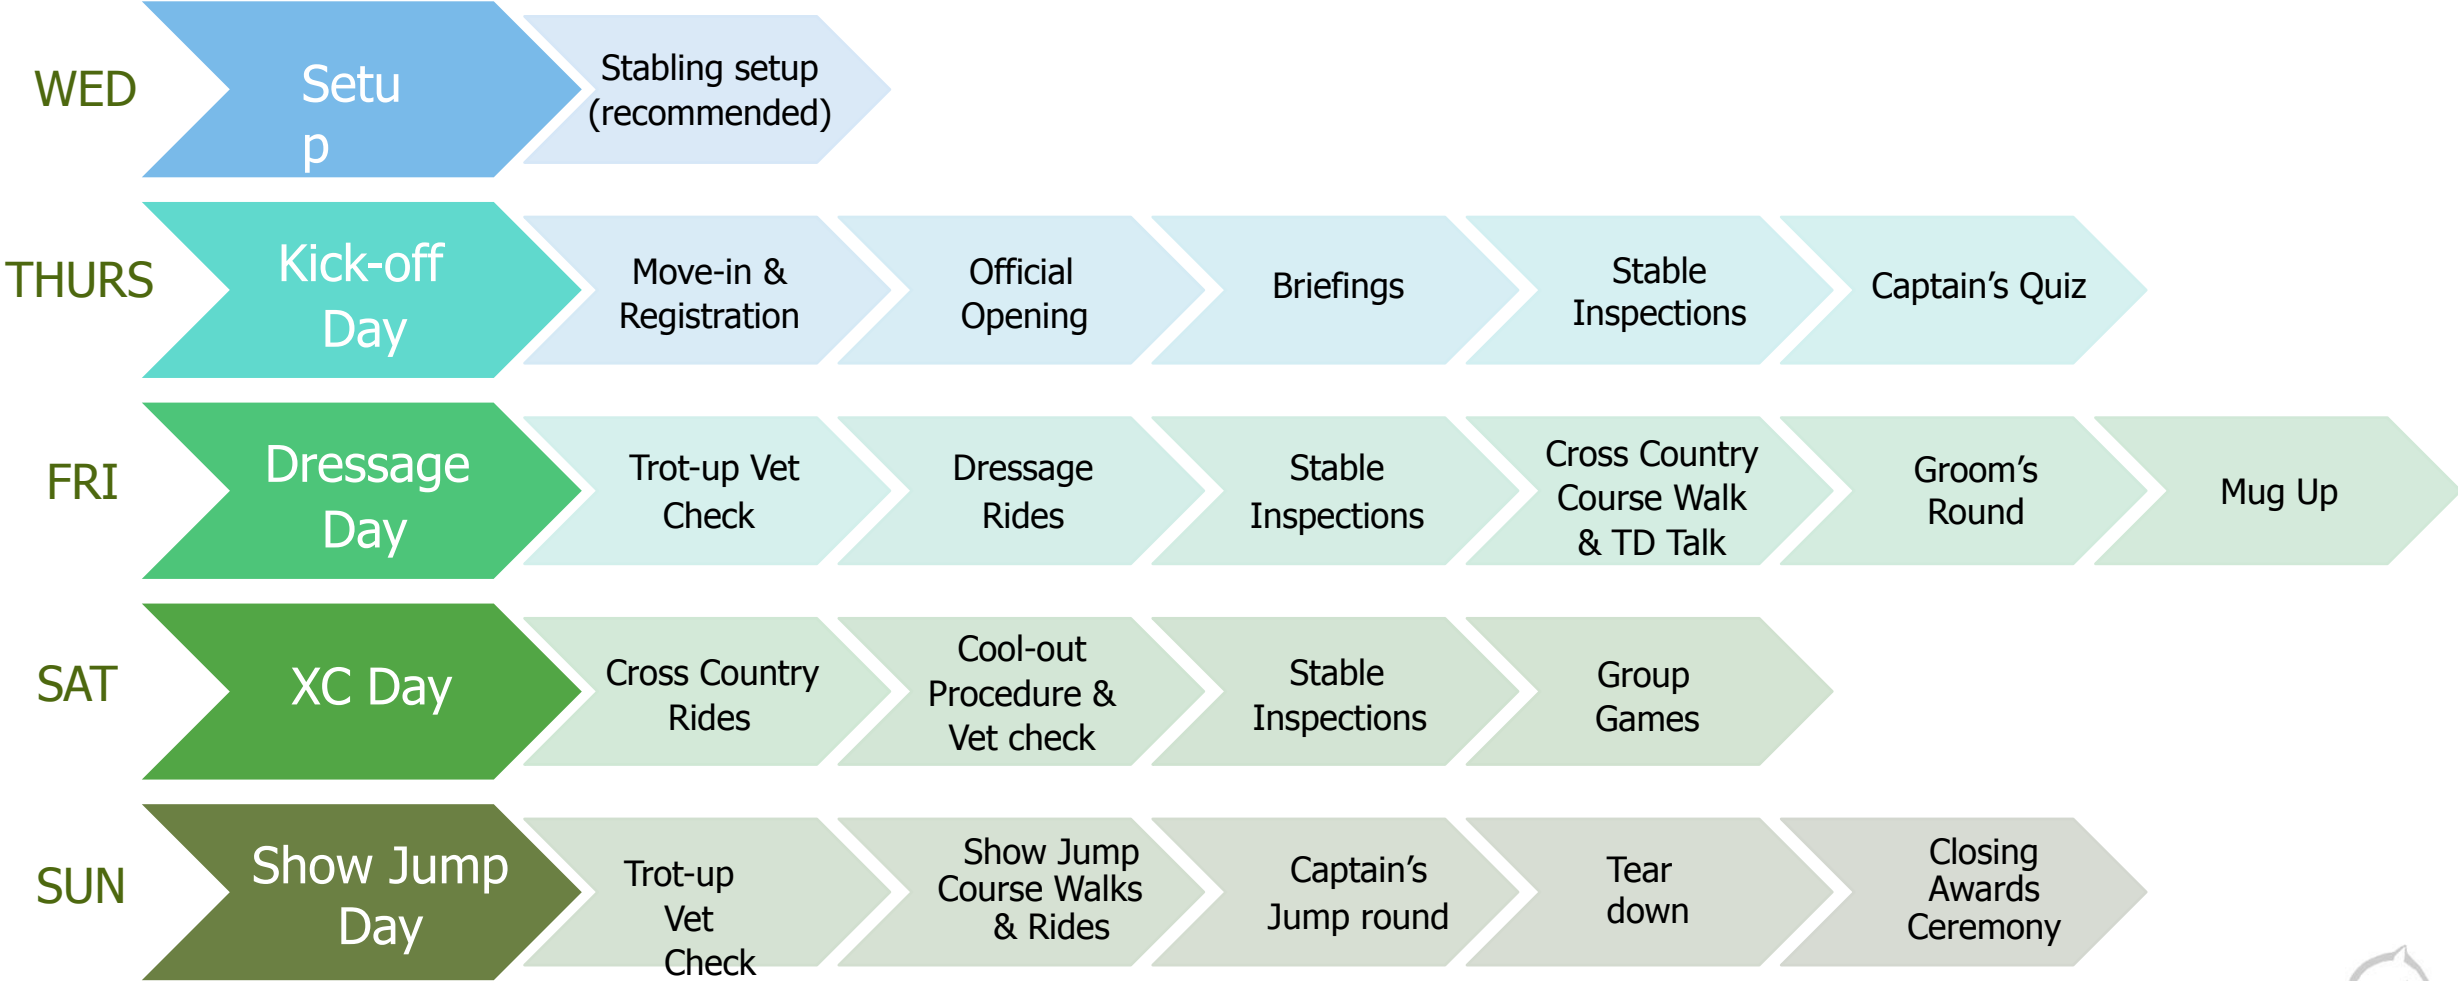 WED
Setu
p
Stabling setup
(recommended)
THURS
Kick-off
Day
Move-in &
Registration
Official
Opening
Briefings
Stable
Inspections
Captain’s Quiz
FRI
Dressage
Day
Trot-up Vet
Check
Dressage
Rides
Stable
Inspections
Cross Country
Course Walk
& TD Talk
Groom’s
Round
Mug Up
SAT
XC Day
Cross Country
Rides
Cool-out
Procedure &
Vet check
Stable
Inspections
Group
Games
SUN
Show Jump
Day
Trot-up
Vet
Check
Show Jump
Course Walks
& Rides
Captain’s
Jump round
Tear
down
Closing
Awards
Ceremony